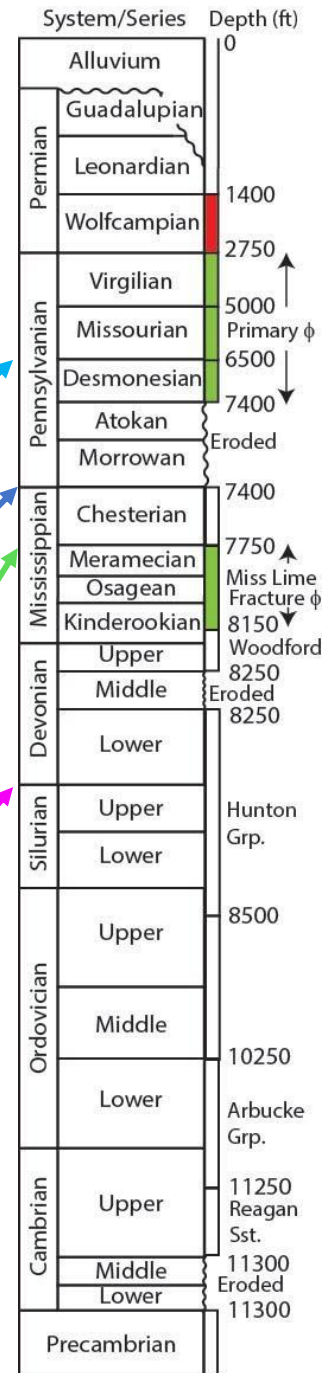 System/Series Depth (ft)
0
Alluvium
Permian
Guadalupian
Leonardian
1400
Wolfcampian
2750
Pennsylvanian
Virgilian
5000
Missourian
Primary ϕ
6500
Desmonesian
7400
Atokan
Eroded
Morrowan
7400
Mississippian
Chesterian
7750
Meramecian
Miss Lime
Osagean
Fracture ϕ
Kinderookian
8150
Woodford
Devonian
Upper
8250
Middle
Eroded
8250
Lower
Silurian
Upper
Hunton
Grp.
Lower
Ordovician
Upper
8500
Middle
10250
Lower
Arbucke
Grp.
Cambrian
Upper
11250
Reagan
Sst.
11300
Middle
Eroded
Lower
11300
Precambrian